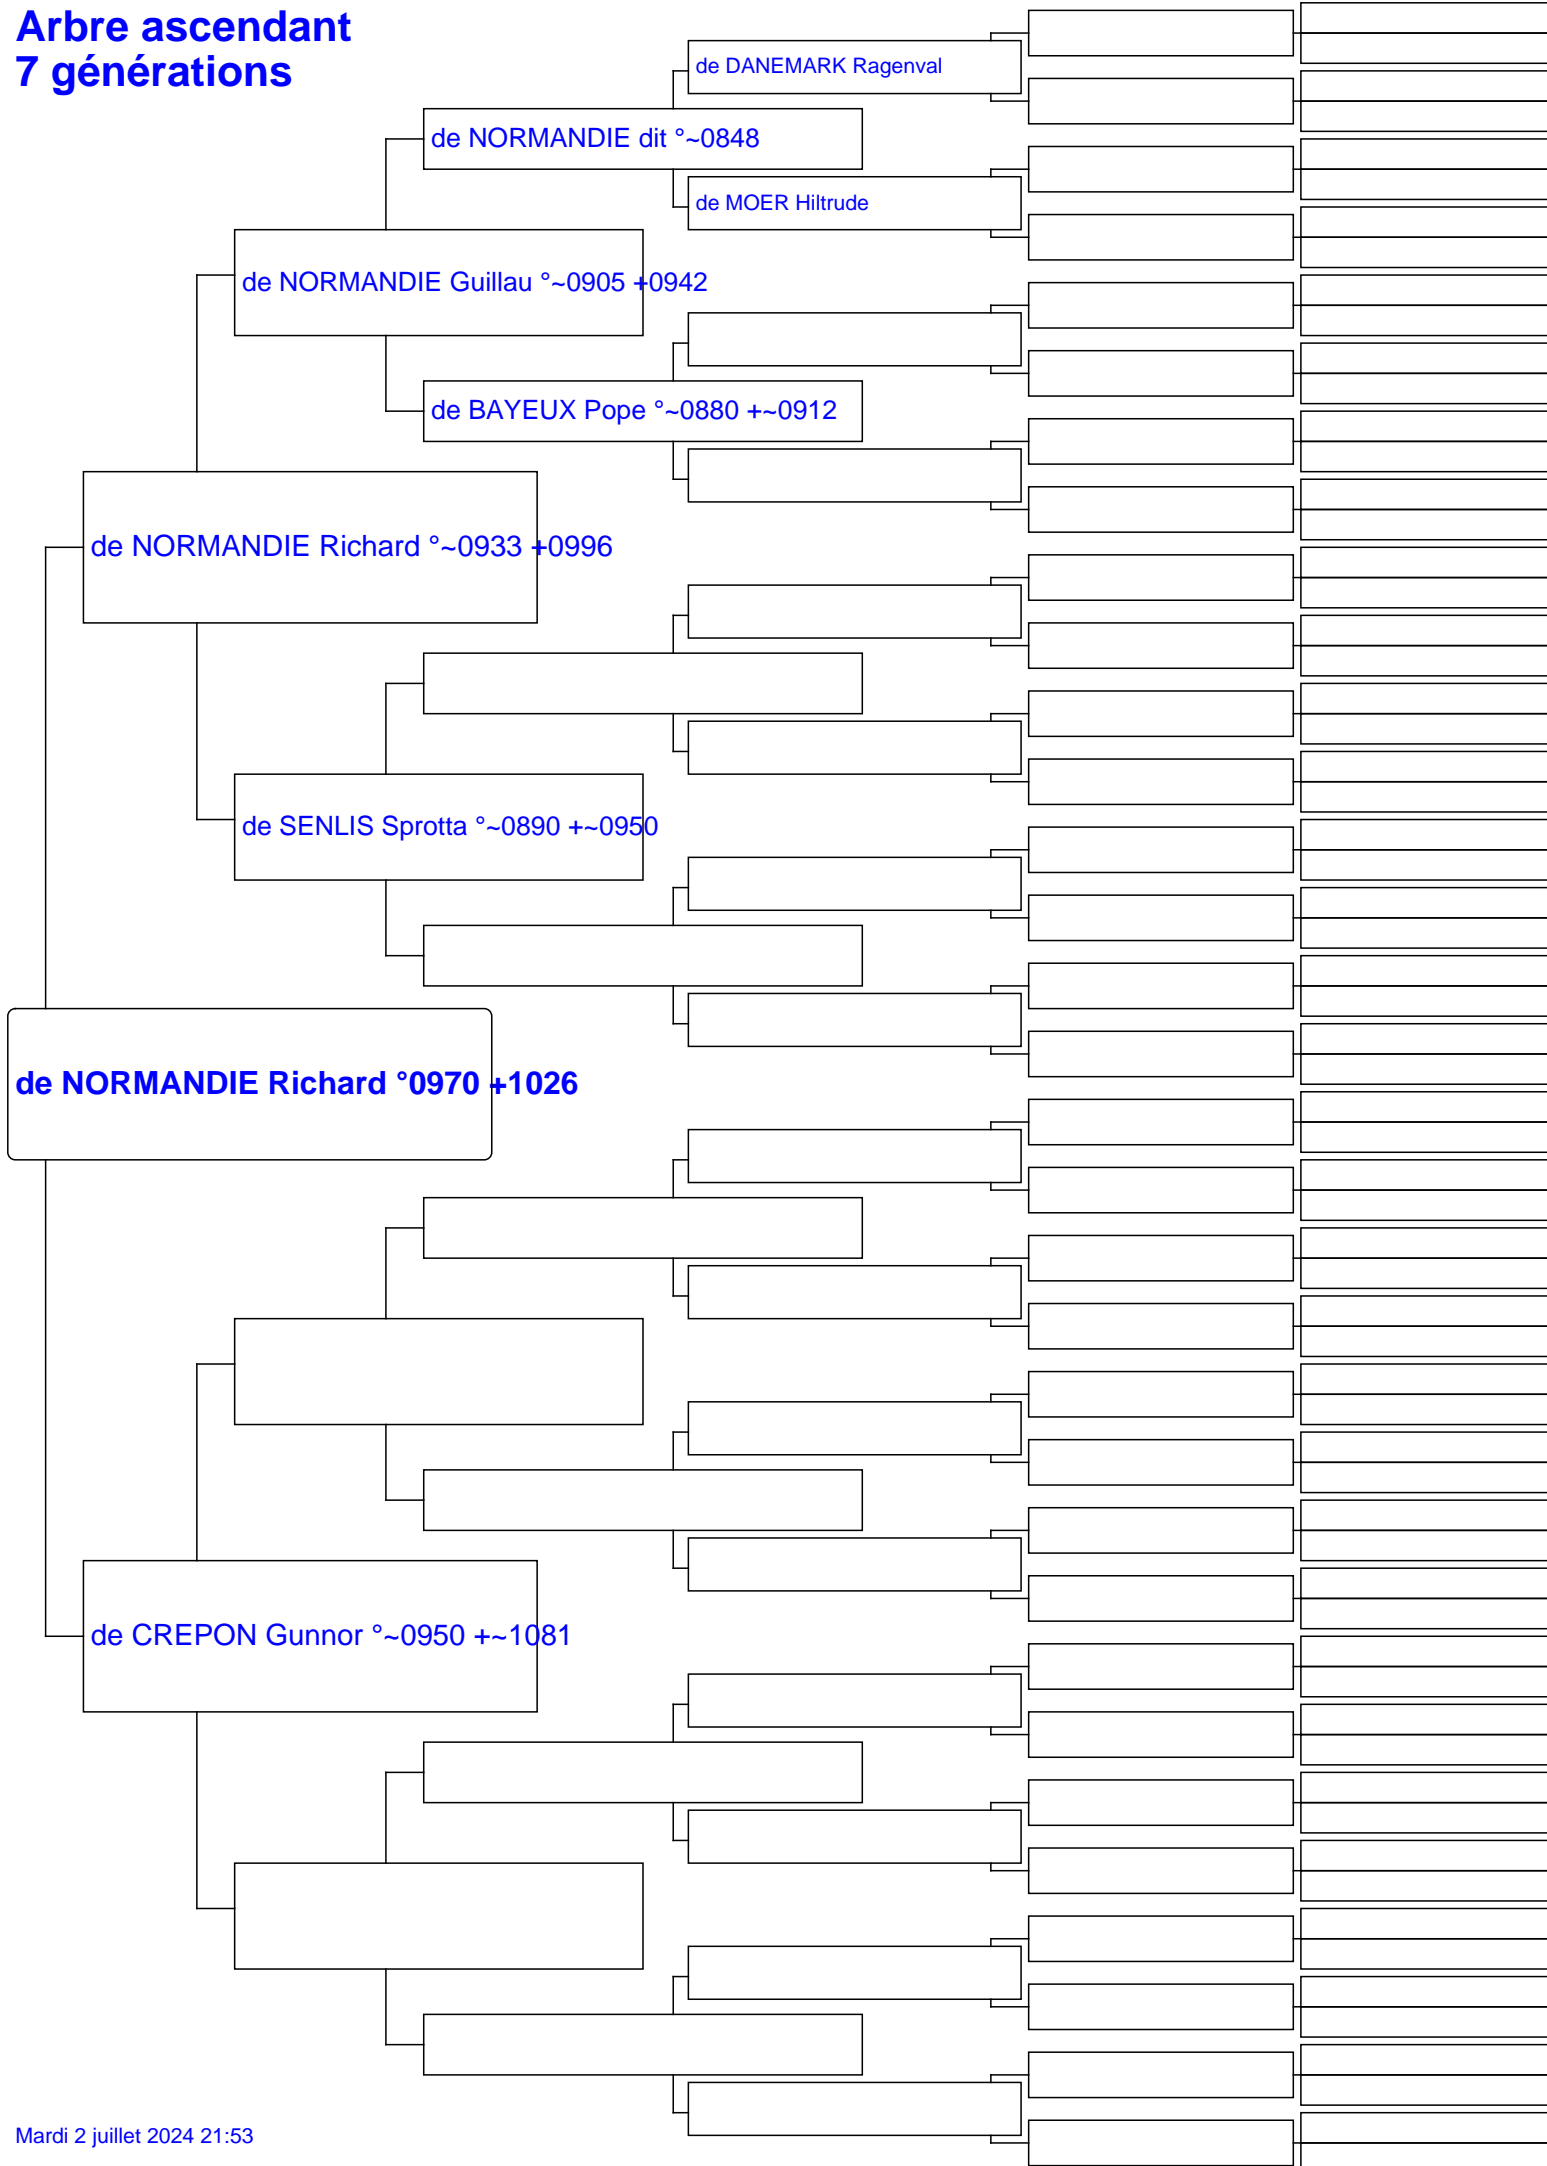 Arbre ascendant
7 générations
de DANEMARK Ragenval
de NORMANDIE dit °~0848
de MOER Hiltrude
de NORMANDIE Guillau °~0905 +0942
de BAYEUX Pope °~0880 +~0912
de NORMANDIE Richard °~0933 +0996
de SENLIS Sprotta °~0890 +~0950
de NORMANDIE Richard °0970 +1026
de CREPON Gunnor °~0950 +~1081
Mardi 2 juillet 2024 21:53